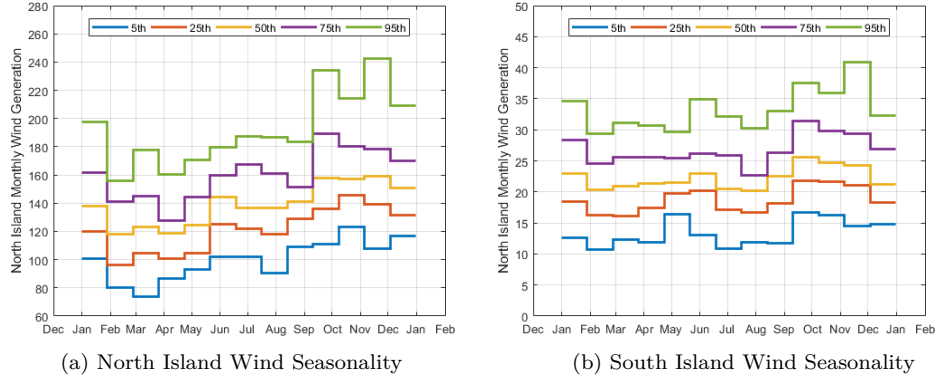 280
260
240
220
200
180
160
140
120
100
80
60
North Island Monthly Wind Generation
5th 25th 50th 75th 95th
Dec Jan Feb Mar Apr May Jun Jul Aug Sep Oct Nov Dec Jan Feb
(a) North Island Wind Seasonality
50
45
40
35
30
25
20
15
10
5
0
North Island Monthly Wind Generation
5th 25th 50th 75th 95th
Dec Jan Feb Mar Apr May Jun Jul Aug Sep Oct Nov Dec Jan Feb
(b) South Island Wind Seasonality